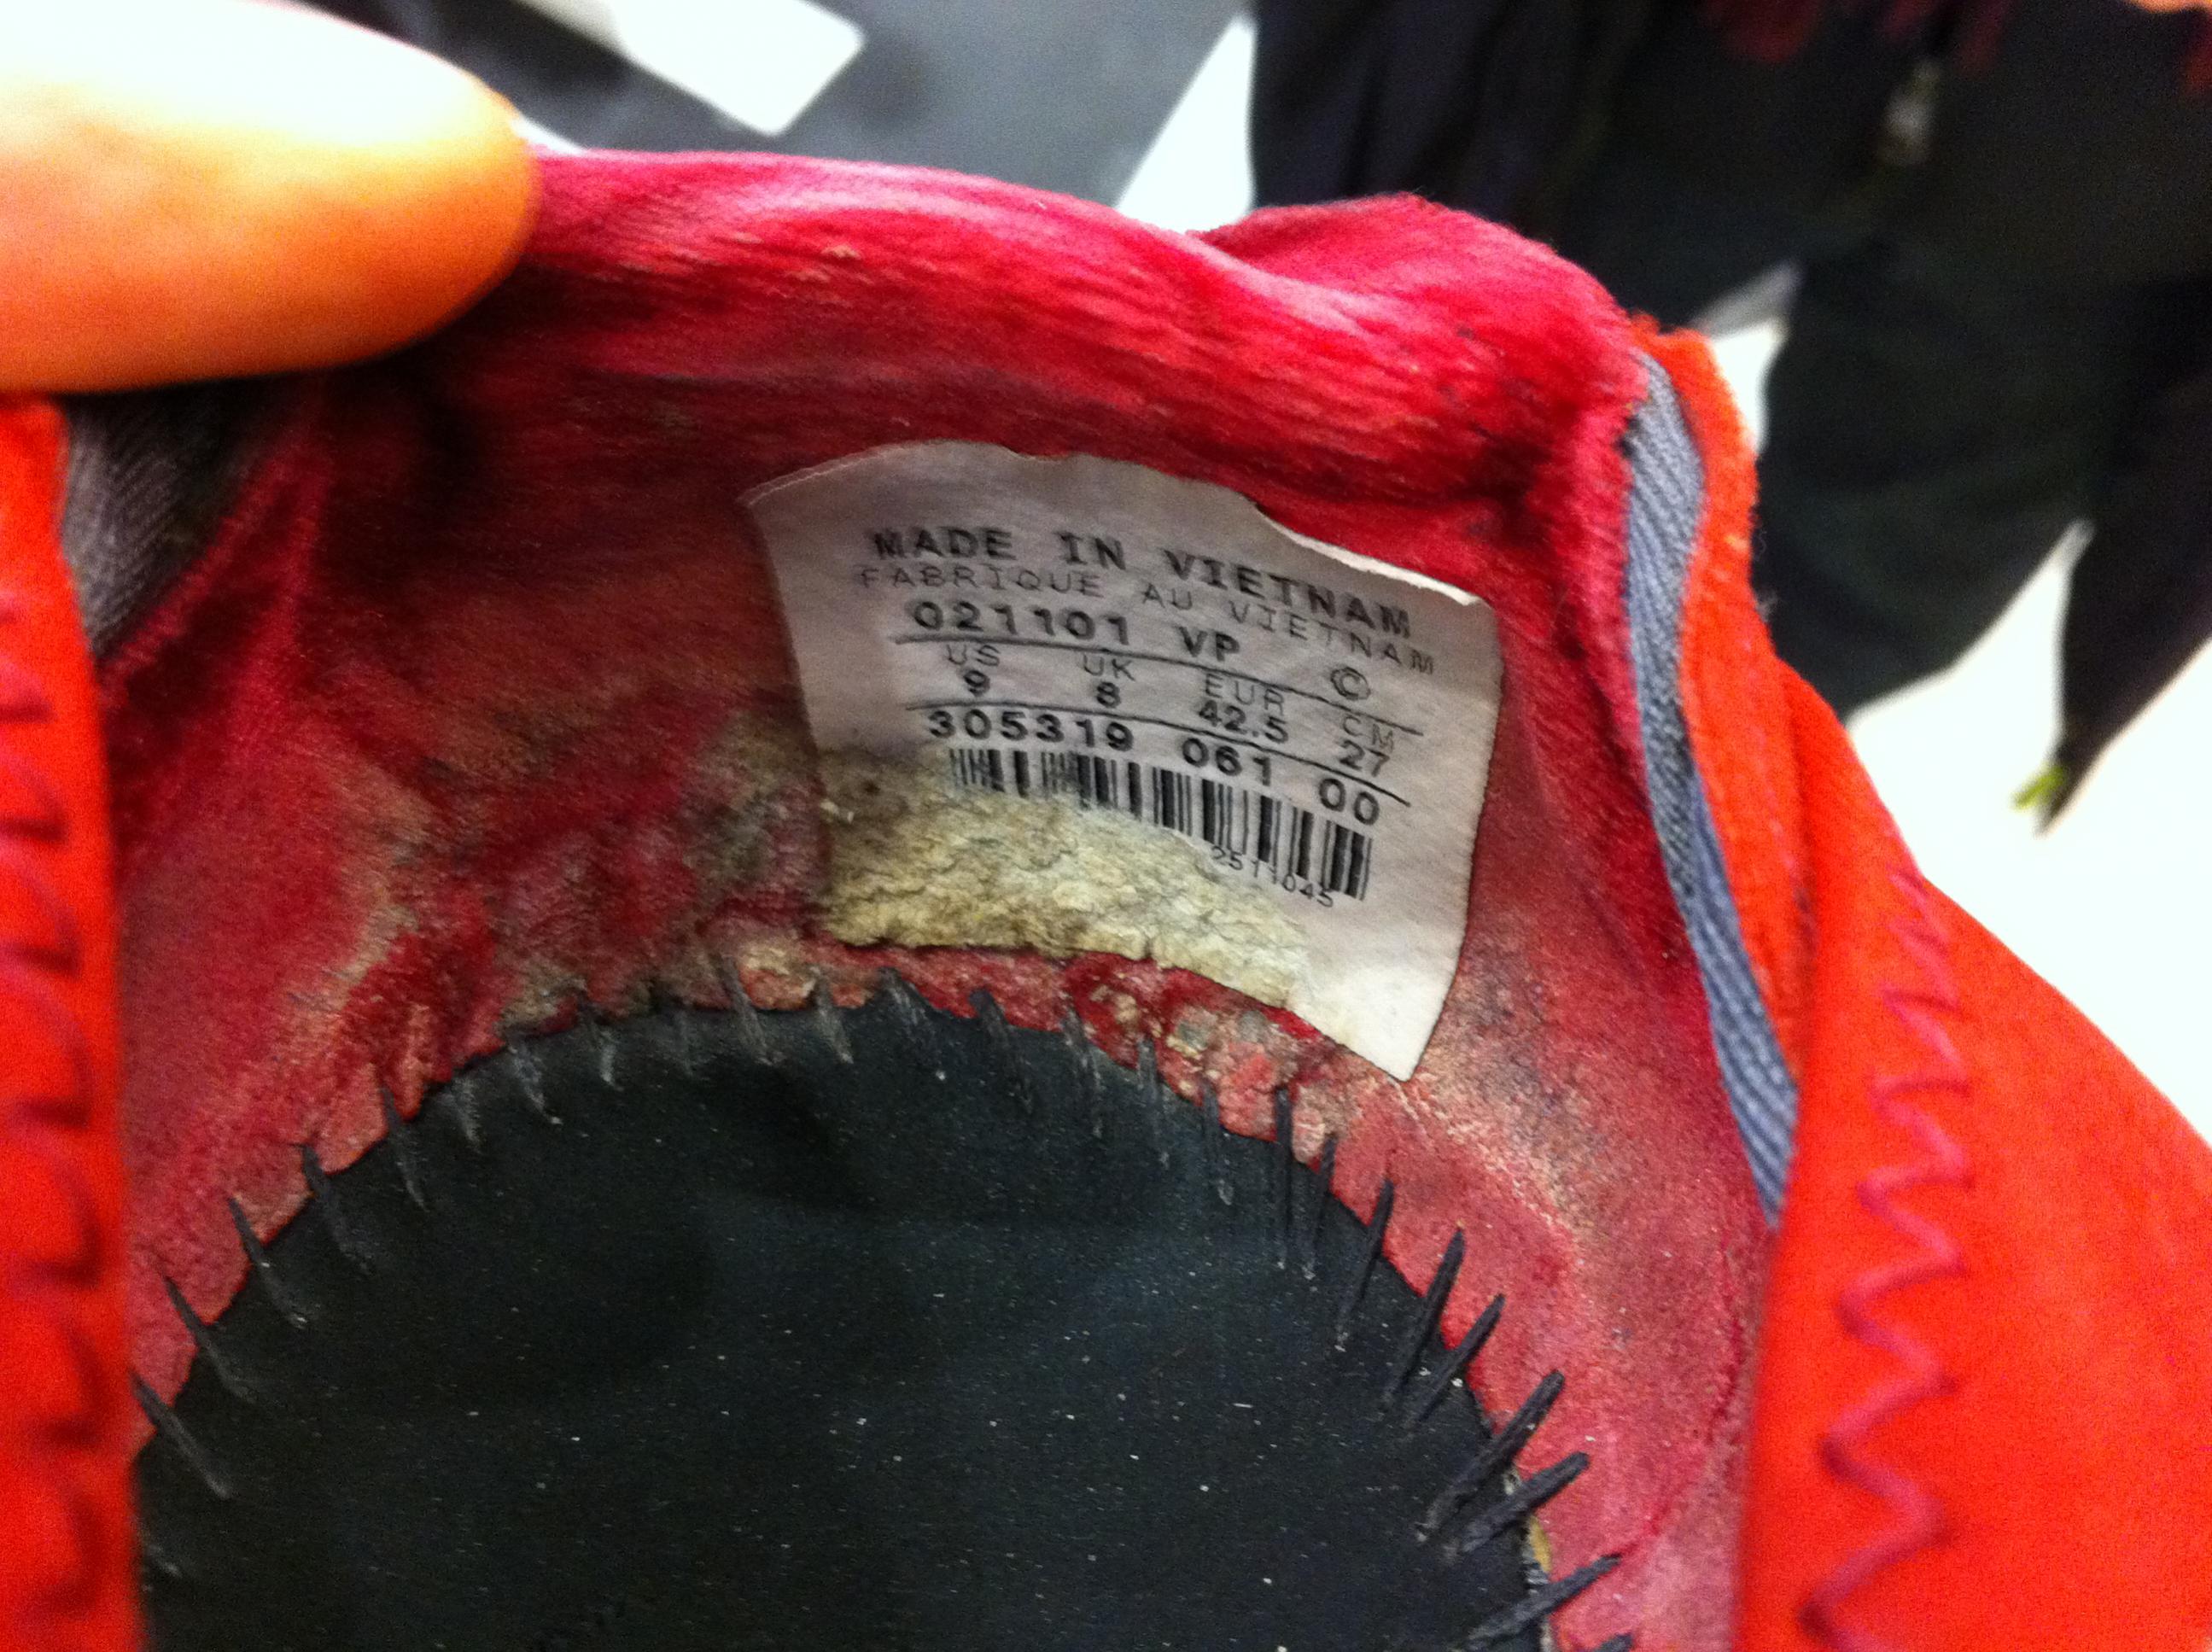 MADE IN VIETNAM
FABRIQUE AU VIETNAM
021101 VP ©
US UK EUR CM
9 8 42.5 27
305319 061 00
2511045